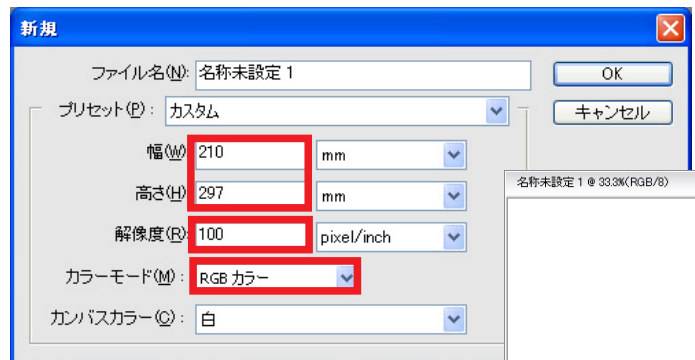 新規
ファイル名(N): 名称未設定 1
OK
プリセット(P): カスタム
キャンセル
幅(W): 210 mm
高さ(H): 297 mm
名称未設定 1 @ 33.3%(RGB/8)
解像度(R): 100 pixel/inch
カラーモード(M): RGB カラー
カンバスカラー(C): 白